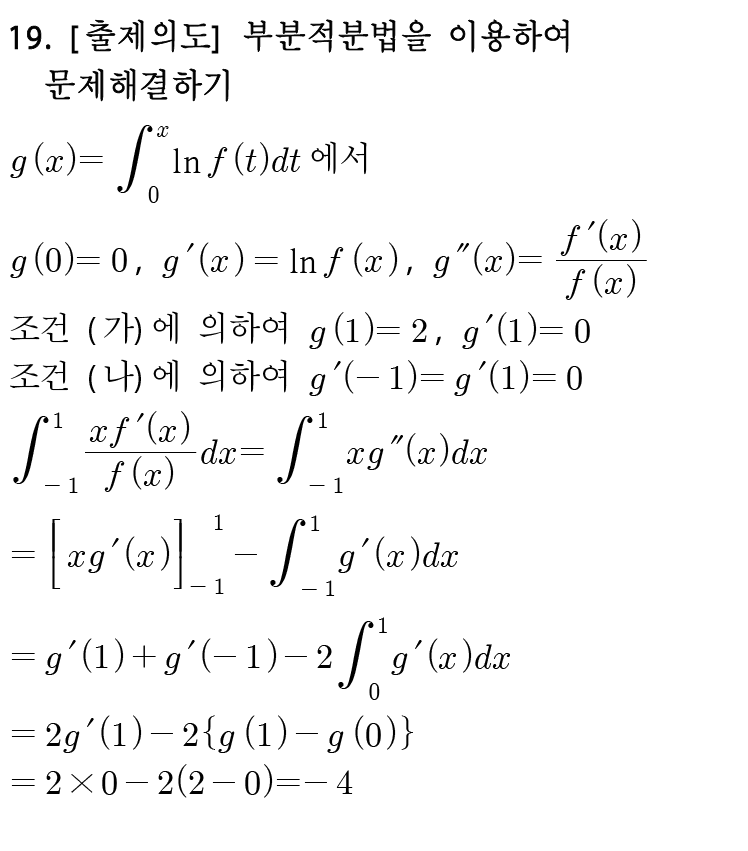 19. [출제의도] 부분적분법을 이용하여
문제해결하기
g(x)=∫₀ˣ ln f(t)dt 에서
g(0)=0, g′(x)=ln f(x), g″(x)=f′(x)/f(x)
조건 (가)에 의하여 g(1)=2, g′(1)=0
조건 (나)에 의하여 g′(−1)=g′(1)=0
∫₋₁¹ xf′(x)/f(x) dx=∫₋₁¹ xg″(x)dx
=[xg′(x)]₋₁¹−∫₋₁¹ g′(x)dx
=g′(1)+g′(−1)−2∫₀¹ g′(x)dx
=2g′(1)−2{g(1)−g(0)}
=2×0−2(2−0)=−4